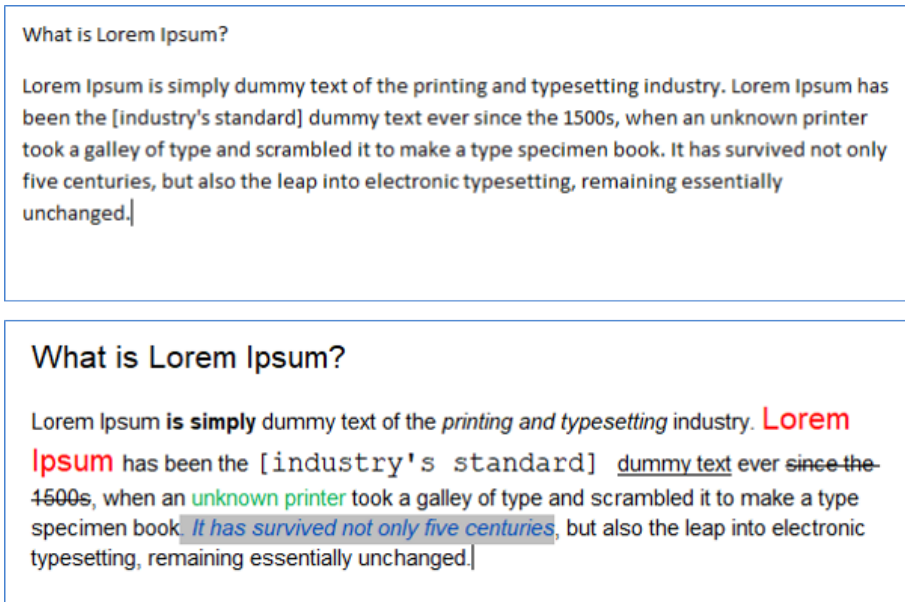 What is Lorem Ipsum?
Lorem Ipsum is simply dummy text of the printing and typesetting industry. Lorem Ipsum has
been the [industry's standard] dummy text ever since the 1500s, when an unknown printer
took a galley of type and scrambled it to make a type specimen book. It has survived not only
five centuries, but also the leap into electronic typesetting, remaining essentially
unchanged.
What is Lorem Ipsum?
Lorem Ipsum is simply dummy text of the printing and typesetting industry. Lorem
Ipsum has been the [industry's standard] dummy text ever since the
1500s, when an unknown printer took a galley of type and scrambled it to make a type
specimen book. It has survived not only five centuries, but also the leap into electronic
typesetting, remaining essentially unchanged.